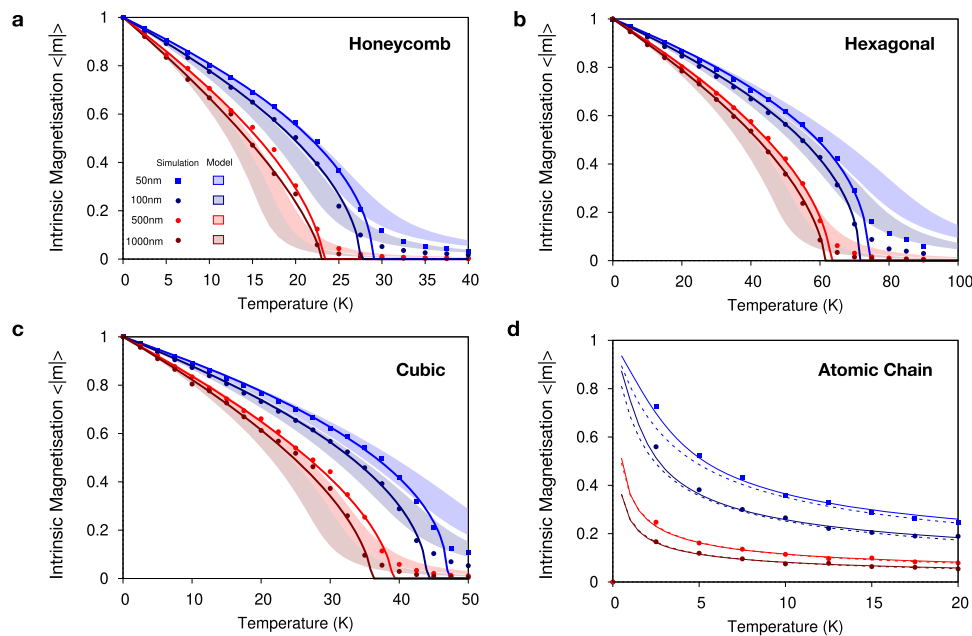 a
Honeycomb
Intrinsic Magnetisation <|m|>
1
0.8
0.6
0.4
0.2
0
Simulation Model
50nm
100nm
500nm
1000nm
0 5 10 15 20 25 30 35 40
Temperature (K)
b
Hexagonal
Intrinsic Magnetisation <|m|>
1
0.8
0.6
0.4
0.2
0
0 20 40 60 80 100
Temperature (K)
c
Cubic
Intrinsic Magnetisation <|m|>
1
0.8
0.6
0.4
0.2
0
0 10 20 30 40 50
Temperature (K)
d
Atomic Chain
Intrinsic Magnetisation <|m|>
1
0.8
0.6
0.4
0.2
0
0 5 10 15 20
Temperature (K)